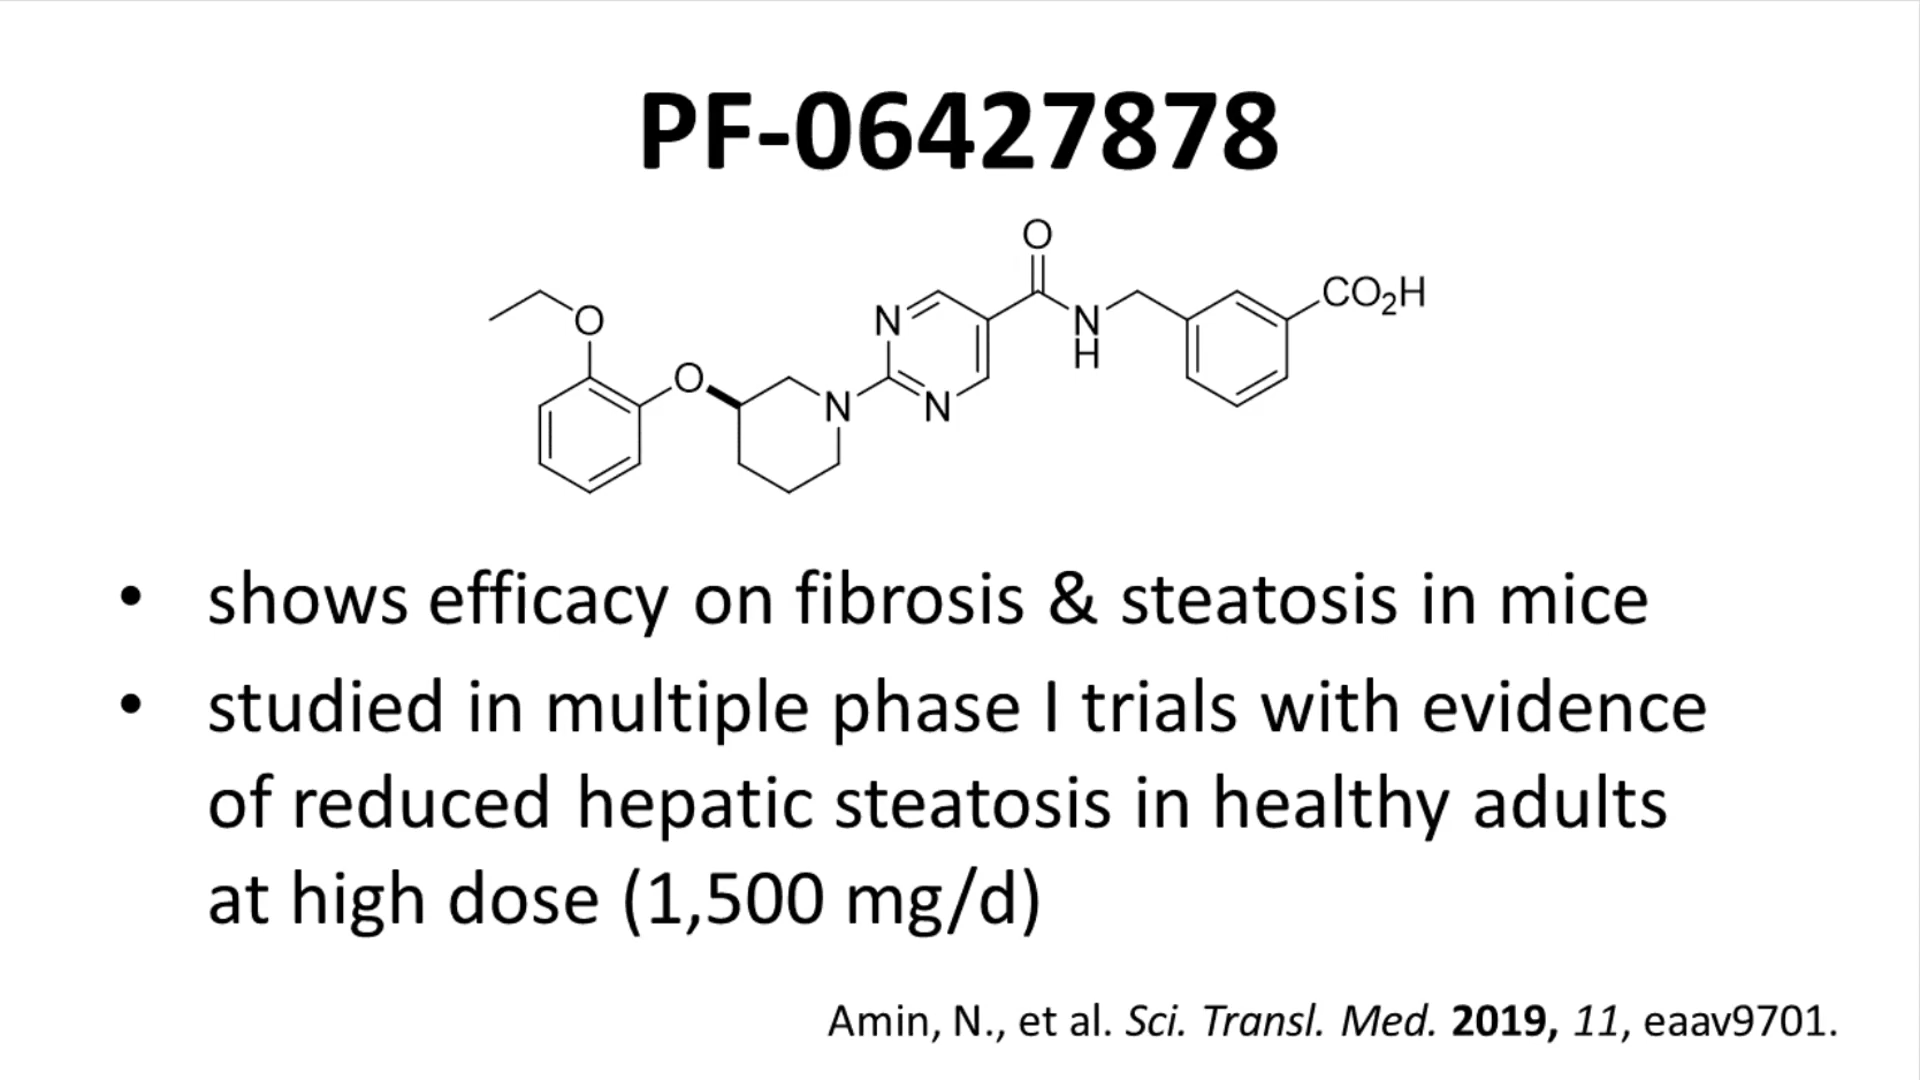 PF-06427878
O
O
O
N
N
N
N
H
CO₂H
• shows efficacy on fibrosis & steatosis in mice
• studied in multiple phase I trials with evidence
of reduced hepatic steatosis in healthy adults
at high dose (1,500 mg/d)
Amin, N., et al. Sci. Transl. Med. 2019, 11, eaav9701.